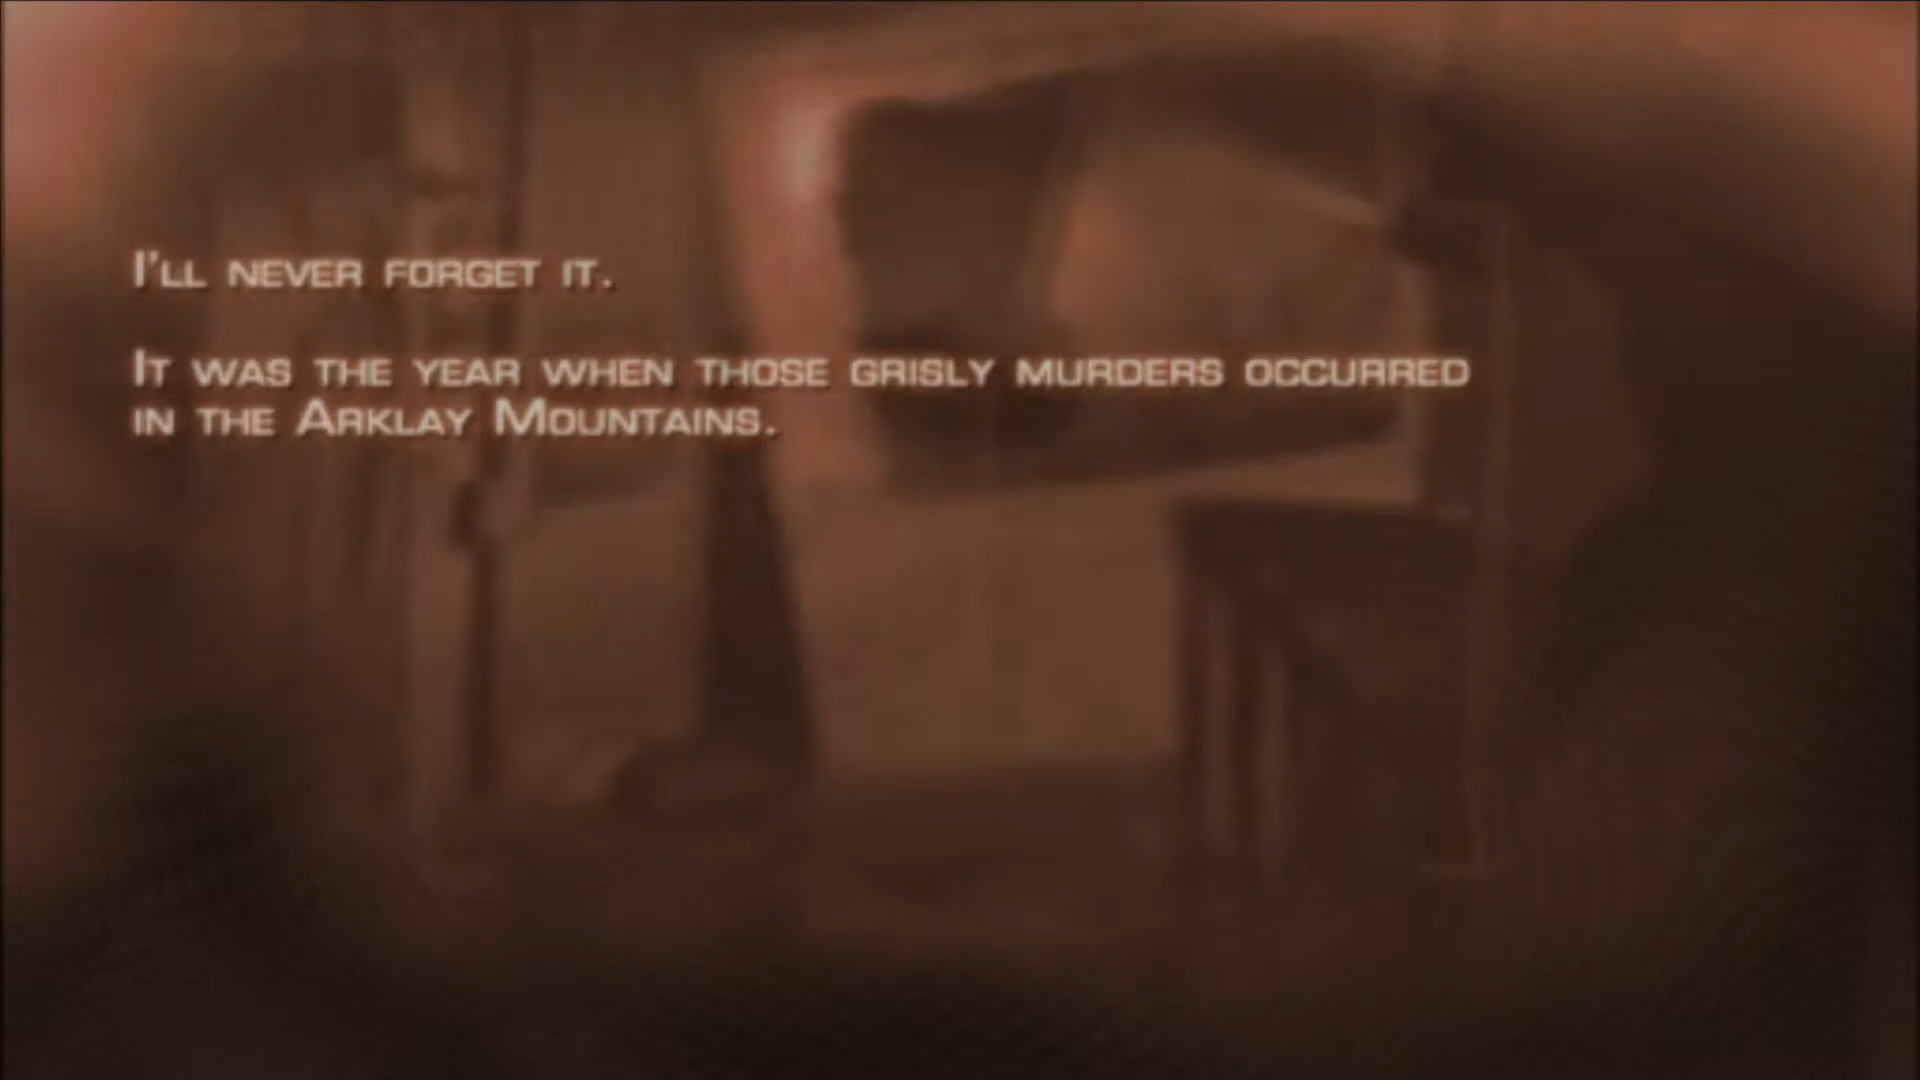 I'll never forget it.
It was the year when those grisly murders occurred
in the Arklay Mountains.